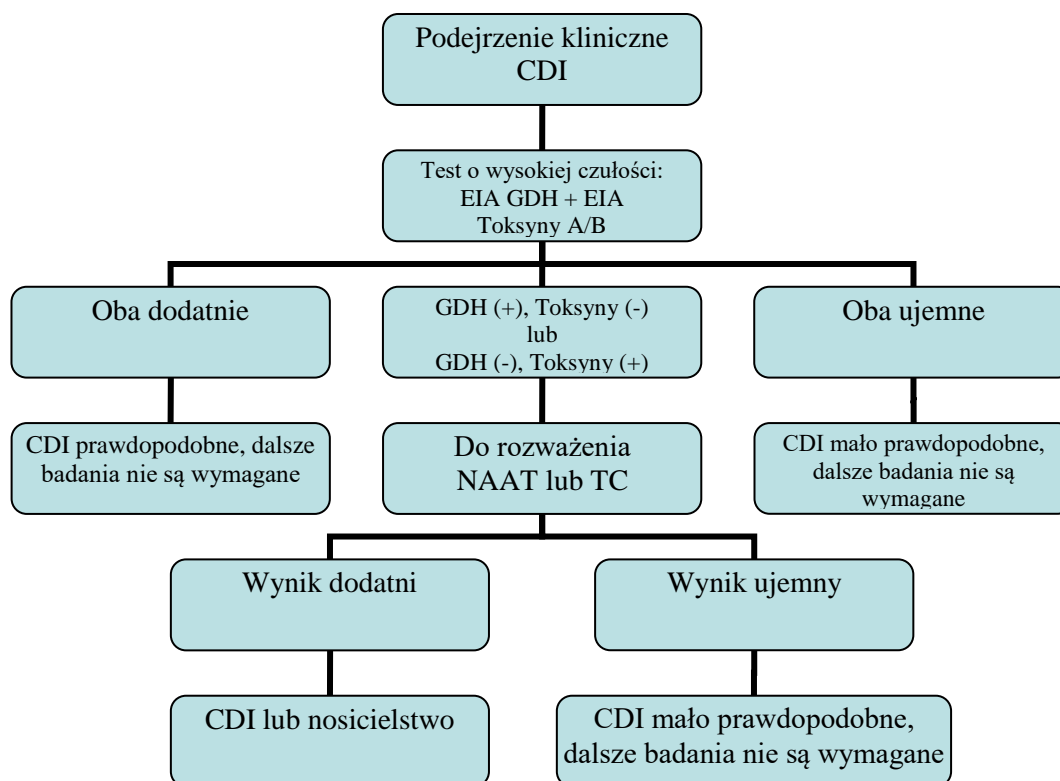 Podejrzenie kliniczne
CDI
Test o wysokiej czułości:
EIA GDH + EIA
Toksyny A/B
Oba dodatnie
GDH (+), Toksyny (-)
lub
GDH (-), Toksyny (+)
Oba ujemne
CDI prawdopodobne, dalsze
badania nie są wymagane
Do rozważenia
NAAT lub TC
CDI mało prawdopodobne,
dalsze badania nie są
wymagane
Wynik dodatni
Wynik ujemny
CDI lub nosicielstwo
CDI mało prawdopodobne,
dalsze badania nie są wymagane